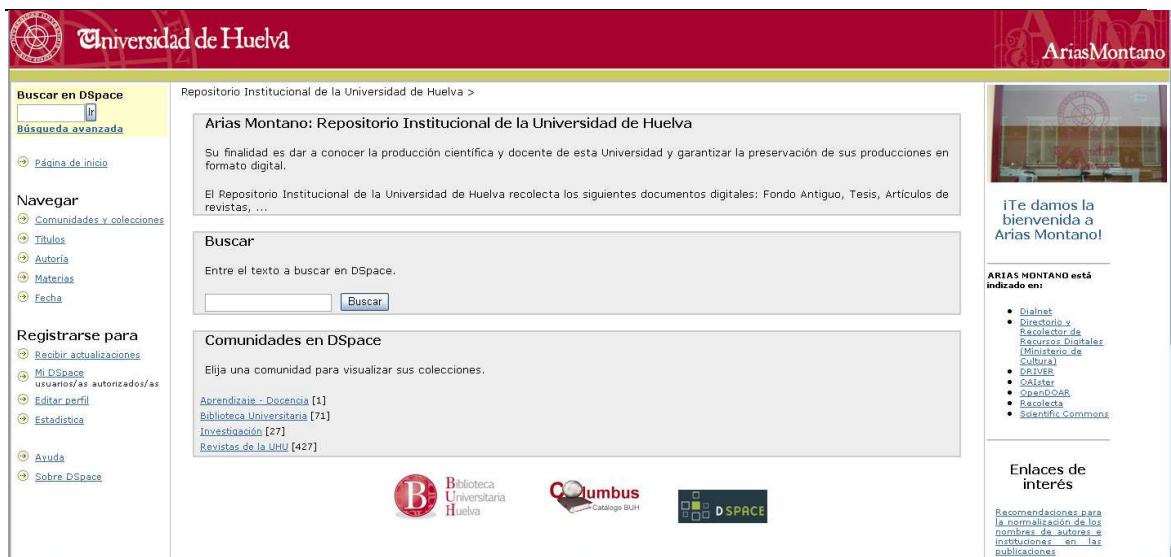 Universidad de Huelva
AriasMontano
Buscar en DSpace
Ir
Búsqueda avanzada
Página de inicio
Navegar
Comunidades y colecciones
Títulos
Autoría
Materias
Fecha
Registrarse para
Recibir actualizaciones
Mi DSpace
usuarios/as autorizados/as
Editar perfil
Estadistica
Ayuda
Sobre DSpace
Repositorio Institucional de la Universidad de Huelva >
Arias Montano: Repositorio Institucional de la Universidad de Huelva
Su finalidad es dar a conocer la producción científica y docente de esta Universidad y garantizar la preservación de sus producciones en
formato digital.
El Repositorio Institucional de la Universidad de Huelva recolecta los siguientes documentos digitales: Fondo Antiguo, Tesis, Artículos de
revistas, ...
Buscar
Entre el texto a buscar en DSpace.
Buscar
Comunidades en DSpace
Elija una comunidad para visualizar sus colecciones.
Aprendizaje - Docencia [1]
Biblioteca Universitaria [71]
Investigación [27]
Revistas de la UHU [427]
B Biblioteca
Universitaria
Huelva
Columbus
Catálogo BUH
DSPACE
¡Te damos la
bienvenida a
Arias Montano!
ARIAS MONTANO está
indizado en:
Dialnet
Directorio y
Recolector de
Recursos Digitales
(Ministerio de
Cultura)
DRIVER
OAIster
OpenDOAR
Recolecta
Scientific Commons
Enlaces de
interés
Recomendaciones para
la normalización de los
nombres de autores e
instituciones en las
publicaciones